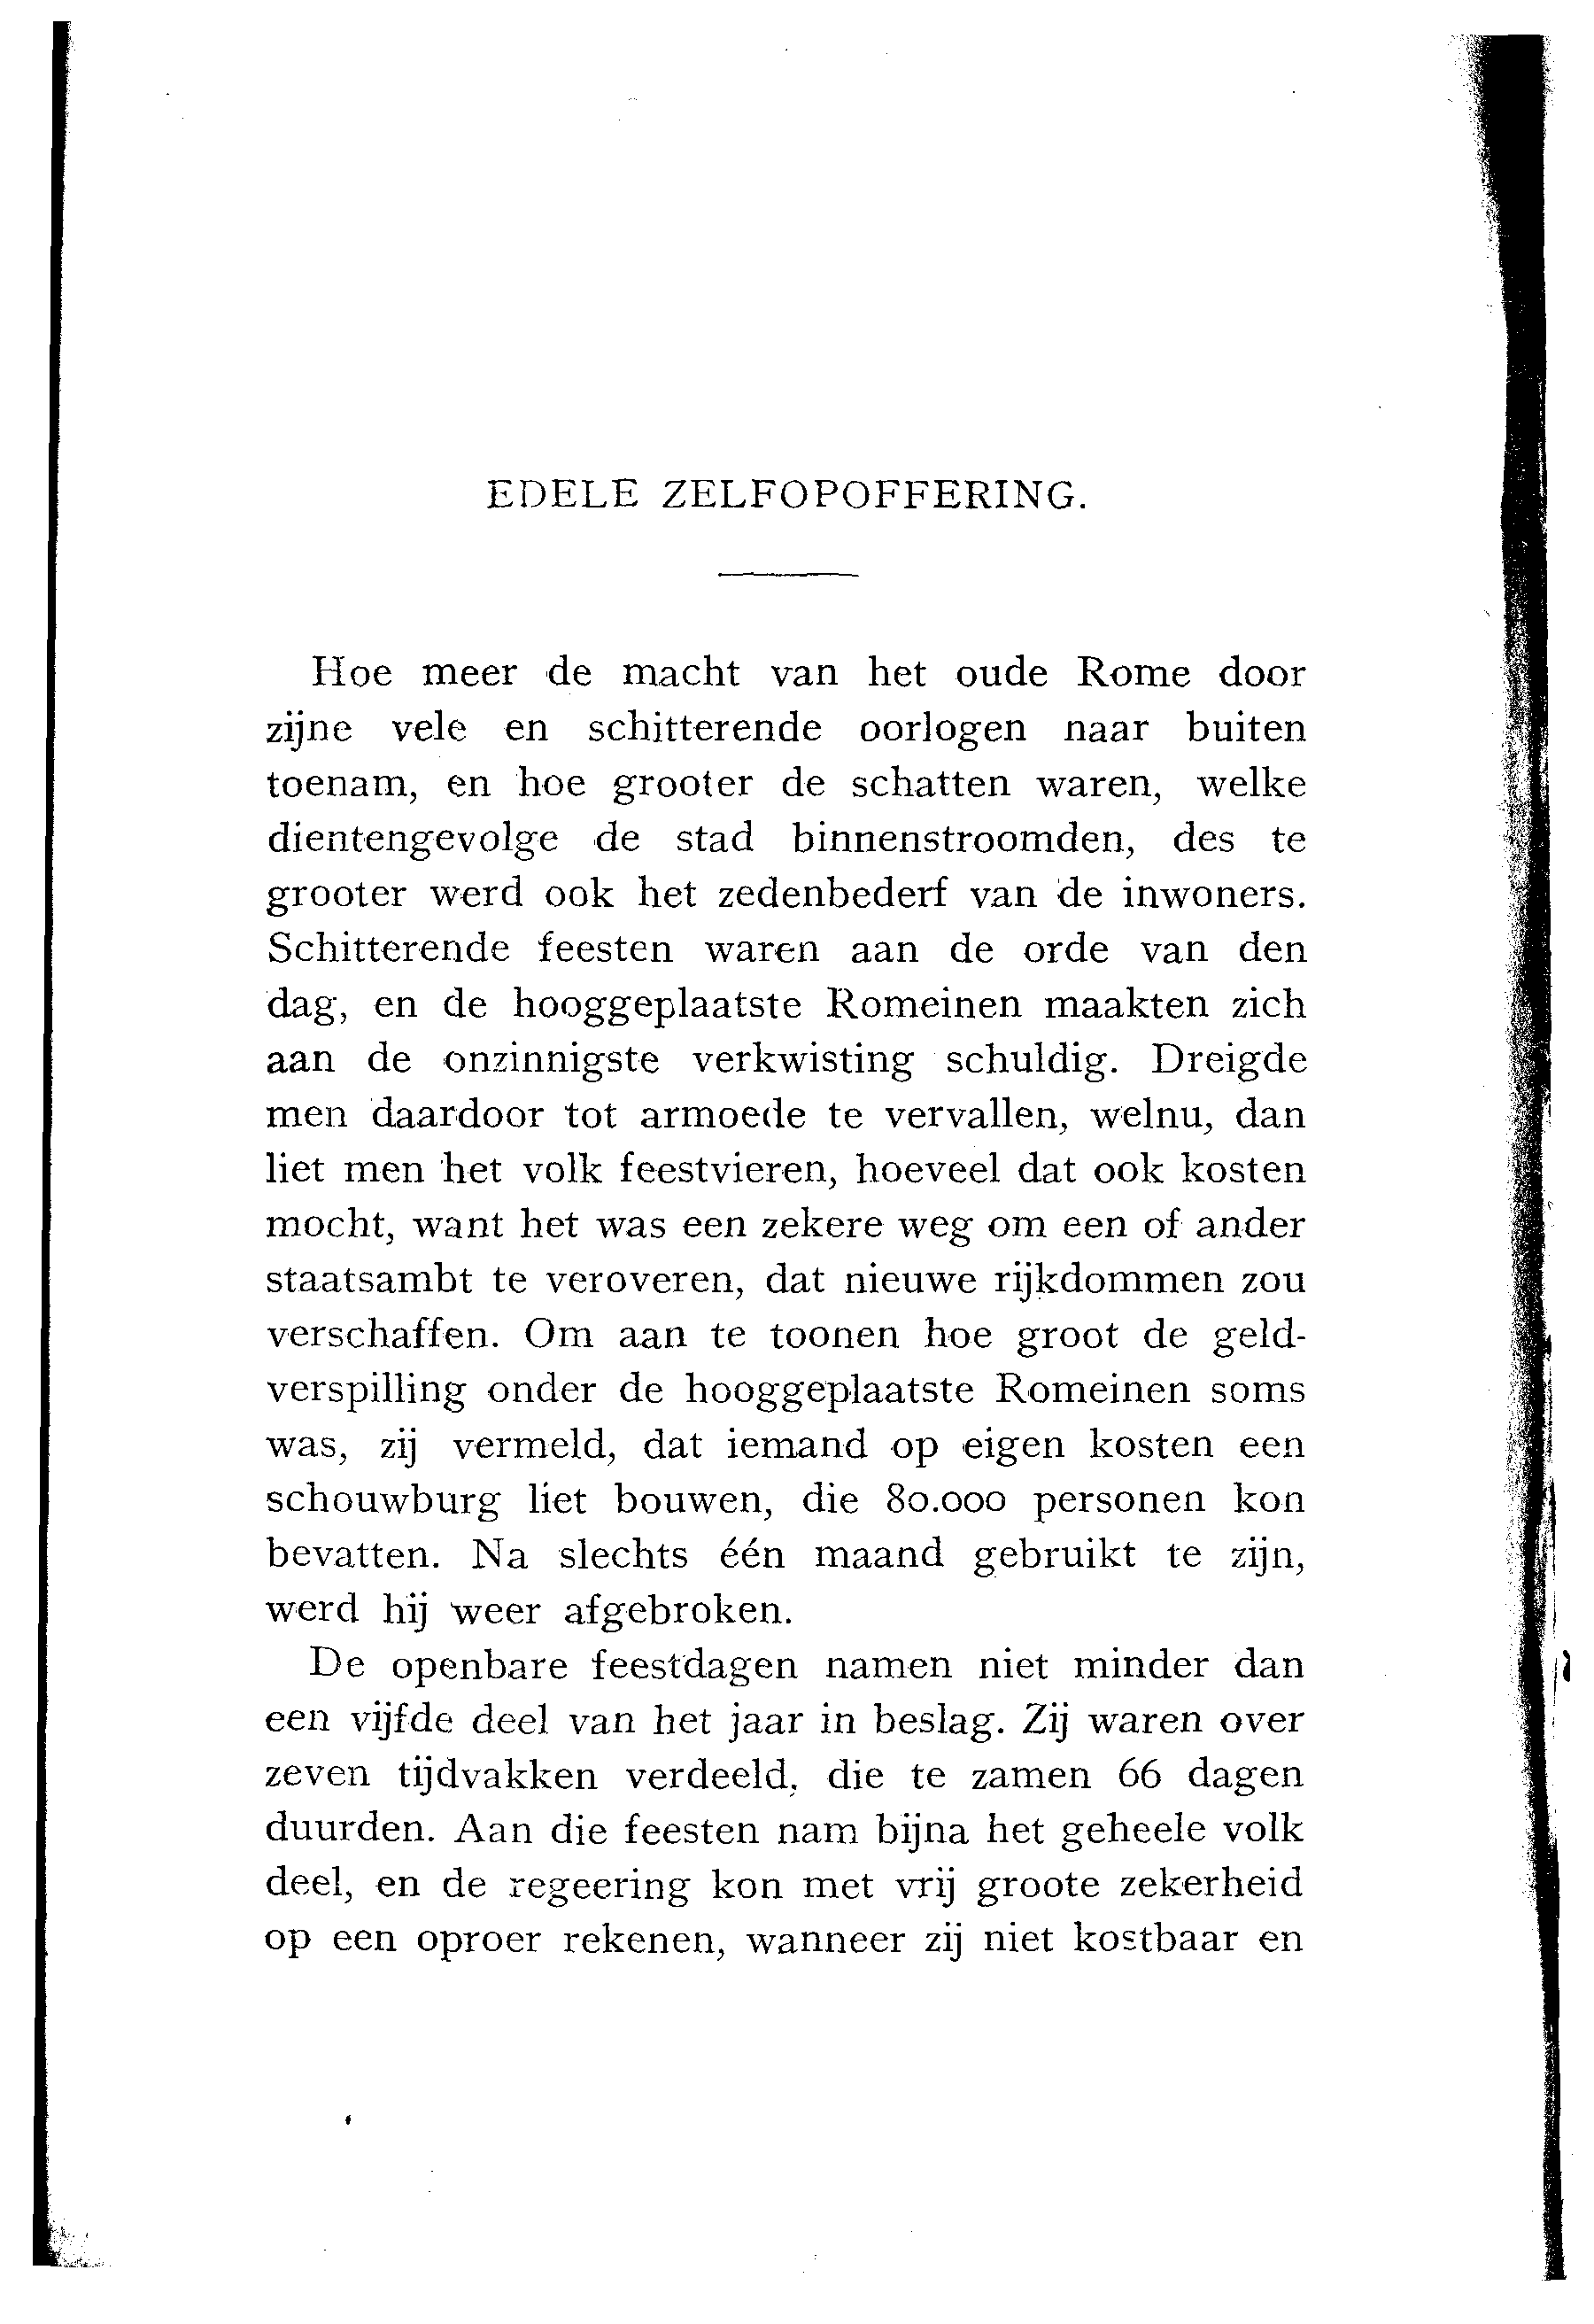 EDELE ZELFOPOFFERING.
Hoe meer de macht van het oude Rome door
zijne vele en schitterende oorlogen naar buiten
toenam, en hoe grooter de schatten waren, welke
dientengevolge de stad binnenstroomden, des te
grooter werd ook het zedenbederf van de inwoners.
Schitterende feesten waren aan de orde van den
dag, en de hooggeplaatste Romeinen maakten zich
aan de onzinnigste verkwisting schuldig. Dreigde
men daardoor tot armoede te vervallen, welnu, dan
liet men het volk feestvieren, hoeveel dat ook kosten
mocht, want het was een zekere weg om een of ander
staatsambt te veroveren, dat nieuwe rijkdommen zou
verschaffen. Om aan te toonen hoe groot de geld-
verspilling onder de hooggeplaatste Romeinen soms
was, zij vermeld, dat iemand op eigen kosten een
schouwburg liet bouwen, die 80.000 personen kon
bevatten. Na slechts één maand gebruikt te zijn,
werd hij weer afgebroken.
De openbare feestdagen namen niet minder dan
een vijfde deel van het jaar in beslag. Zij waren over
zeven tijdvakken verdeeld, die te zamen 66 dagen
duurden. Aan die feesten nam bijna het geheele volk
deel, en de regeering kon met vrij groote zekerheid
op een oproer rekenen, wanneer zij niet kostbaar en